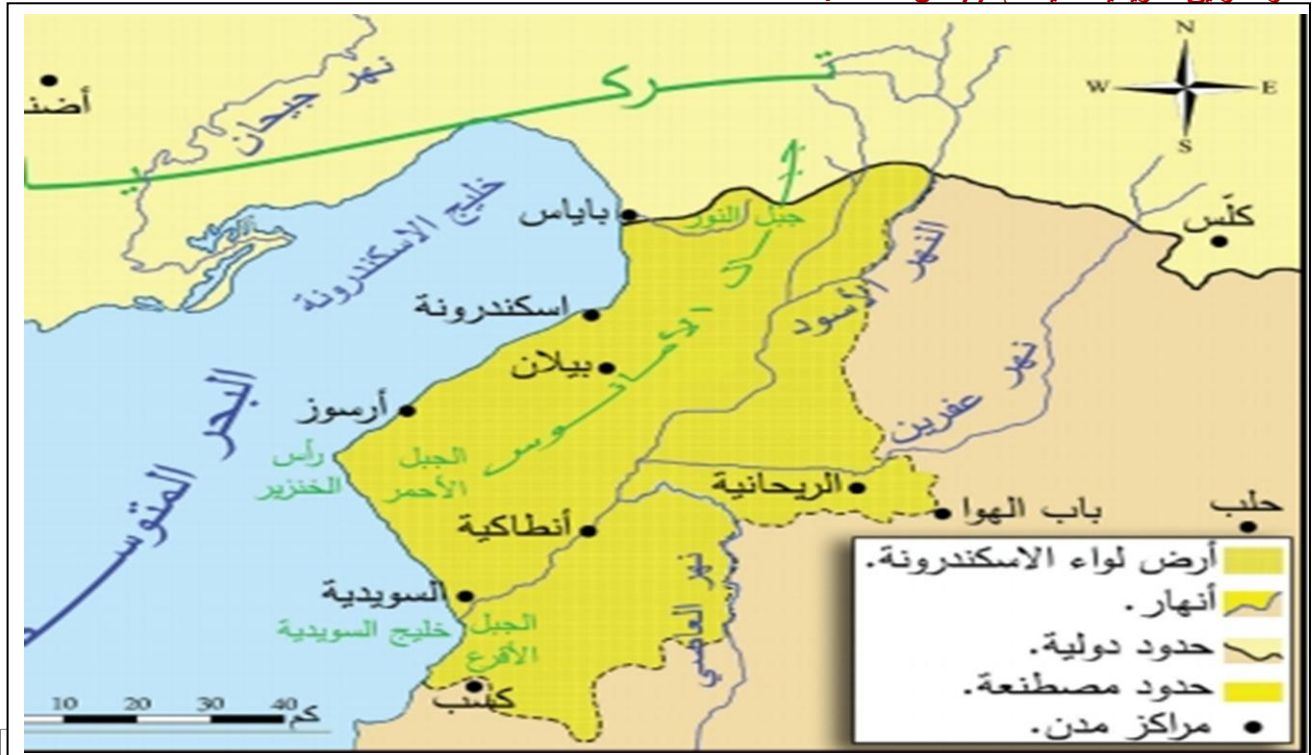 N
W E
S
تركيا
أضنة
نهر جيحان
خليج الاسكندرونة
باياس
جبل النور
جبال الأمانوس
النهر الأسود
كلّس
اسكندرونة
بيلان
نهر عفرين
أرسوز
البحر المتوسط
رأس
الخنزير
الجبل
الأحمر
الريحانية
أنطاكية
باب الهوا
حلب
السويدية
خليج السويدية
الجبل
الأقرع
نهر العاصي
كسب
10 20 30 40 كم
أرض لواء الاسكندرونة.
أنهار.
حدود دولية.
حدود مصطنعة.
مراكز مدن.